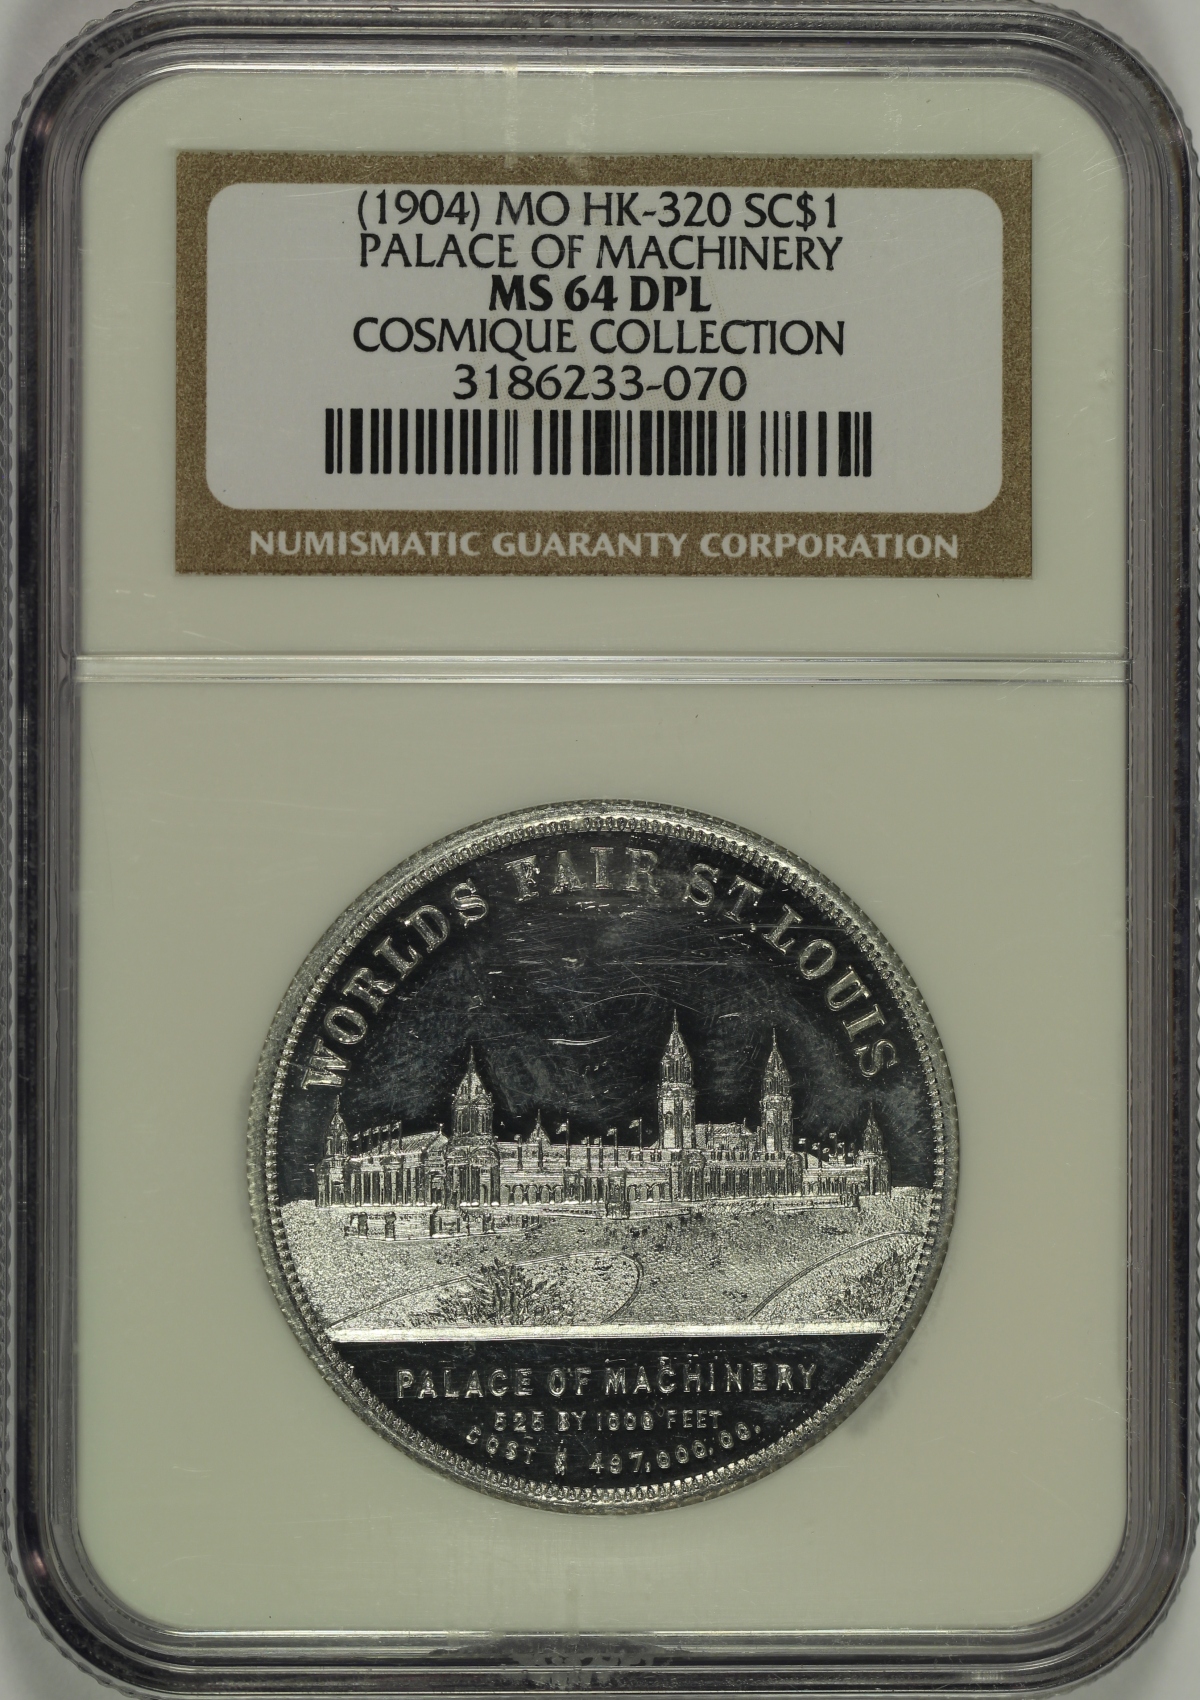 (1904) MO HK-320 SC$1
PALACE OF MACHINERY
MS 64 DPL
COSMIQUE COLLECTION
3186233-070
NUMISMATIC GUARANTY CORPORATION
WORLDS FAIR ST. LOUIS
PALACE OF MACHINERY
525 BY 1000 FEET
COST $ 497,000,00.